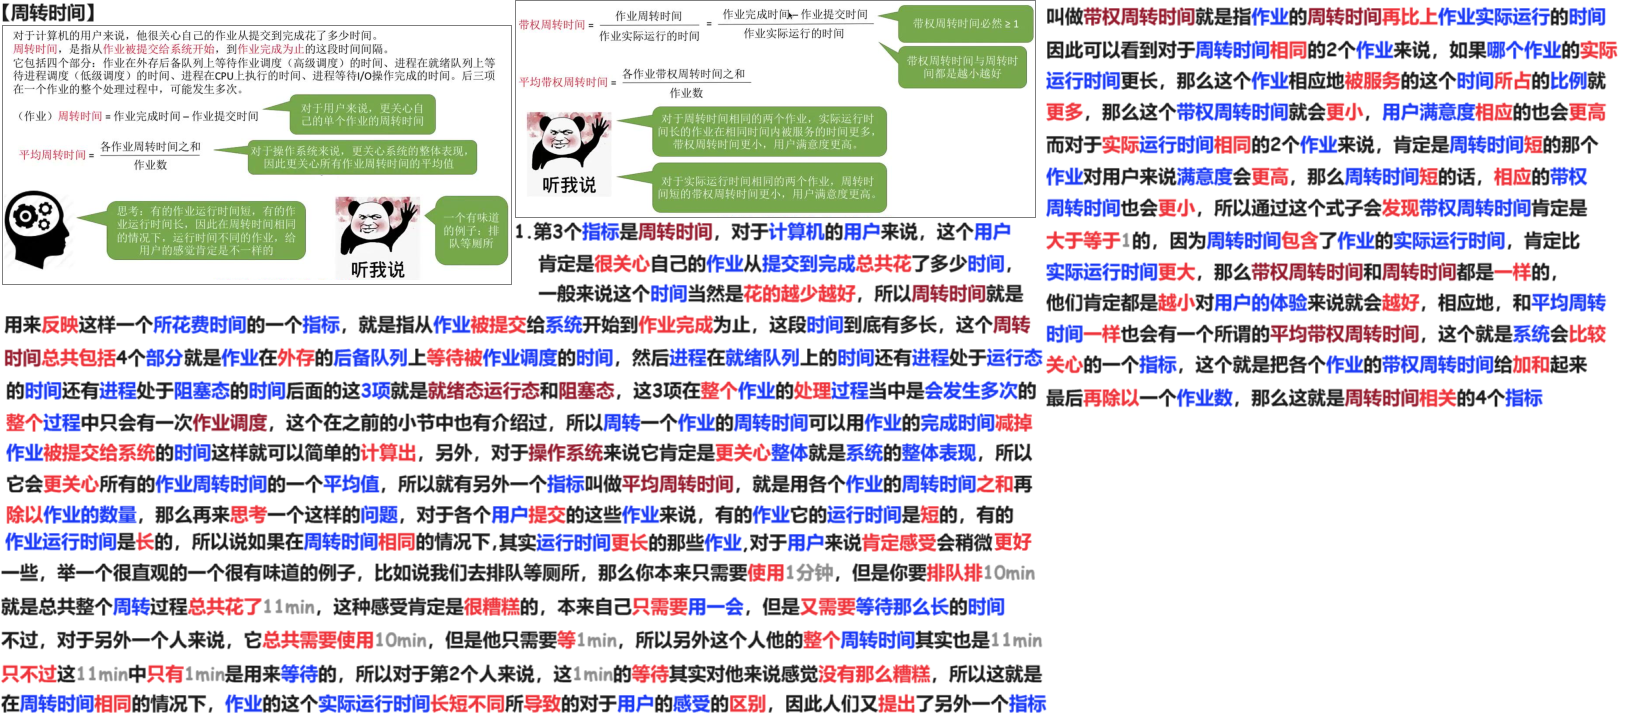 【周转时间】
对于计算机的用户来说，他很关心自己的作业从提交到完成花了多少时间。
周转时间，是指从作业被提交给系统开始，到作业完成为止的这段时间间隔。
它包括四个部分：作业在外存后备队列上等待作业调度（高级调度）的时间、进程在就绪队列上等
待进程调度（低级调度）的时间、进程在CPU上执行的时间、进程等待I/O操作完成的时间。后三项
在一个作业的整个处理过程中，可能发生多次。
（作业）周转时间 = 作业完成时间 – 作业提交时间
对于用户来说，更关心自
己的单个作业的周转时间
平均周转时间 =
各作业周转时间之和
作业数
对于操作系统来说，更关心系统的整体表现，
因此更关心所有作业周转时间的平均值
思考：有的作业运行时间短，有的作
业运行时间长，因此在周转时间相同
的情况下，运行时间不同的作业，给
用户的感觉肯定是不一样的
听我说
一个有味道
的例子：排
队等厕所
带权周转时间 =
作业周转时间
作业实际运行的时间
=
作业完成时间 – 作业提交时间
作业实际运行的时间
带权周转时间必然 ≥ 1
带权周转时间与周转时
间都是越小越好
平均带权周转时间 =
各作业带权周转时间之和
作业数
听我说
对于周转时间相同的两个作业，实际运行时
间长的作业在相同时间内被服务的时间更多，
带权周转时间更小，用户满意度更高。
对于实际运行时间相同的两个作业，周转时
间短的带权周转时间更小，用户满意度更高。
1.第3个指标是周转时间，对于计算机的用户来说，这个用户
肯定是很关心自己的作业从提交到完成总共花了多少时间，
一般来说这个时间当然是花的越少越好，所以周转时间就是
用来反映这样一个所花费时间的一个指标，就是指从作业被提交给系统开始到作业完成为止，这段时间到底有多长，这个周转
时间总共包括4个部分就是作业在外存的后备队列上等待被作业调度的时间，然后进程在就绪队列上的时间还有进程处于运行态
的时间还有进程处于阻塞态的时间后面的这3项就是就绪态运行态和阻塞态，这3项在整个作业的处理过程当中是会发生多次的
整个过程中只会有一次作业调度，这个在之前的小节中也有介绍过，所以周转一个作业的周转时间可以用作业的完成时间减掉
作业被提交给系统的时间这样就可以简单的计算出，另外，对于操作系统来说它肯定是更关心整体就是系统的整体表现，所以
它会更关心所有的作业周转时间的一个平均值，所以就有另外一个指标叫做平均周转时间，就是用各个作业的周转时间之和再
除以作业的数量，那么再来思考一个这样的问题，对于各个用户提交的这些作业来说，有的作业它的运行时间是短的，有的
作业运行时间是长的，所以说如果在周转时间相同的情况下,其实运行时间更长的那些作业,对于用户来说肯定感受会稍微更好
一些，举一个很直观的一个很有味道的例子，比如说我们去排队等厕所，那么你本来只需要使用1分钟，但是你要排队排10min
就是总共整个周转过程总共花了11min，这种感受肯定是很糟糕的，本来自己只需要用一会，但是又需要等待那么长的时间
不过，对于另外一个人来说，它总共需要使用10min，但是他只需要等1min，所以另外这个人他的整个周转时间其实也是11min
只不过这11min中只有1min是用来等待的，所以对于第2个人来说，这1min的等待其实对他来说感觉没有那么糟糕，所以这就是
在周转时间相同的情况下，作业的这个实际运行时间长短不同所导致的对于用户的感受的区别，因此人们又提出了另外一个指标
叫做带权周转时间就是指作业的周转时间再比上作业实际运行的时间
因此可以看到对于周转时间相同的2个作业来说，如果哪个作业的实际
运行时间更长，那么这个作业相应地被服务的这个时间所占的比例就
更多，那么这个带权周转时间就会更小，用户满意度相应的也会更高
而对于实际运行时间相同的2个作业来说，肯定是周转时间短的那个
作业对用户来说满意度会更高，那么周转时间短的话，相应的带权
周转时间也会更小，所以通过这个式子会发现带权周转时间肯定是
大于等于1的，因为周转时间包含了作业的实际运行时间，肯定比
实际运行时间更大，那么带权周转时间和周转时间都是一样的，
他们肯定都是越小对用户的体验来说就会越好，相应地，和平均周转
时间一样也会有一个所谓的平均带权周转时间，这个就是系统会比较
关心的一个指标，这个就是把各个作业的带权周转时间给加和起来
最后再除以一个作业数，那么这就是周转时间相关的4个指标